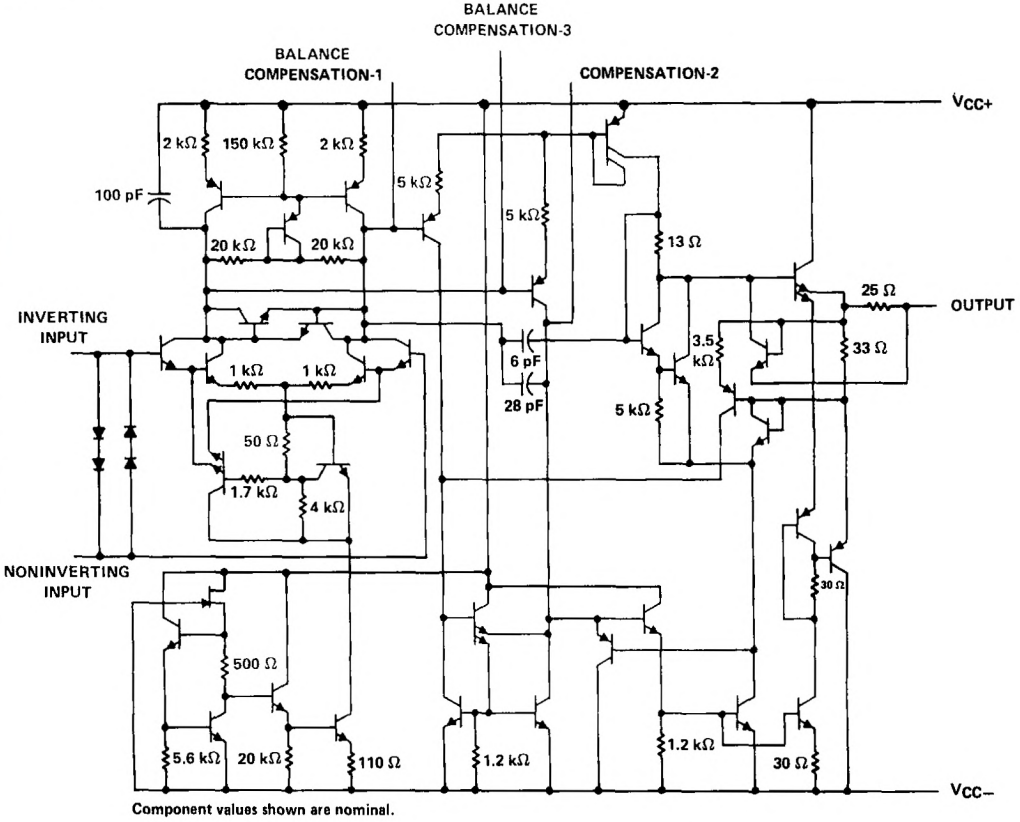 BALANCE
COMPENSATION-3
BALANCE
COMPENSATION-1
COMPENSATION-2
VCC+
2 kΩ
150 kΩ
2 kΩ
100 pF
5 kΩ
5 kΩ
20 kΩ
20 kΩ
13 Ω
25 Ω
OUTPUT
INVERTING
INPUT
6 pF
3.5
kΩ
33 Ω
1 kΩ
1 kΩ
28 pF
5 kΩ
50 Ω
1.7 kΩ
4 kΩ
NONINVERTING
INPUT
30 Ω
500 Ω
5.6 kΩ
20 kΩ
110 Ω
1.2 kΩ
1.2 kΩ
30 Ω
VCC–
Component values shown are nominal.